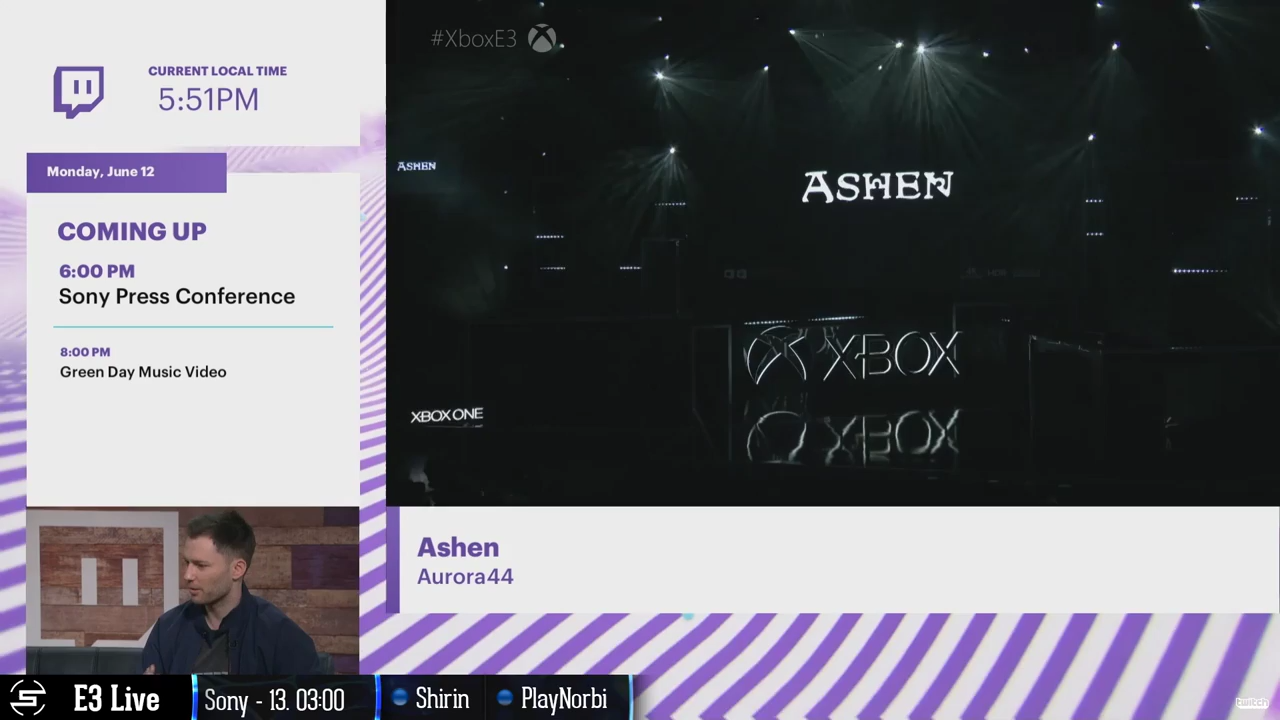 CURRENT LOCAL TIME
5:51PM
Monday, June 12
COMING UP
6:00 PM
Sony Press Conference
8:00 PM
Green Day Music Video
#XboxE3
ASHEN
ASHEN
XBOX
XBOX ONE
Ashen
Aurora44
E3 Live
Sony - 13. 03:00
Shirin
PlayNorbi
twitch